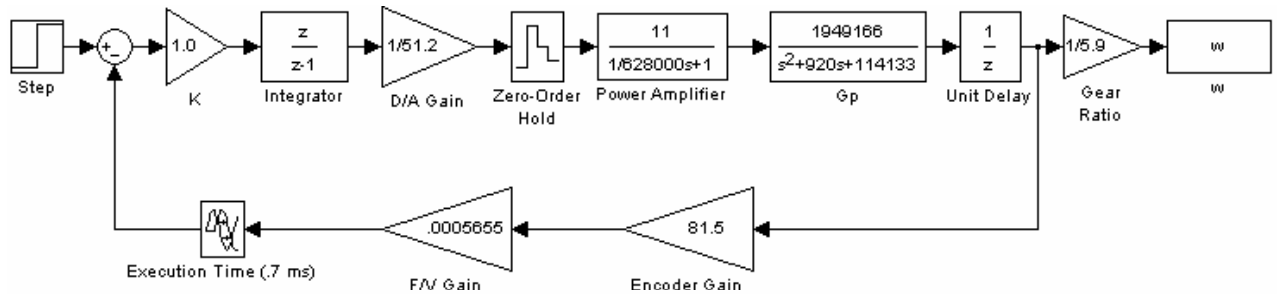 Step
+
−
1.0
K
z
z-1
Integrator
1/51.2
D/A Gain
Zero-Order
Hold
11
1/628000s+1
Power Amplifier
1949166
s²+920s+114133
Gp
1
z
Unit Delay
1/5.9
Gear
Ratio
w
w
Execution Time (.7 ms)
.0005655
F/V Gain
81.5
Encoder Gain